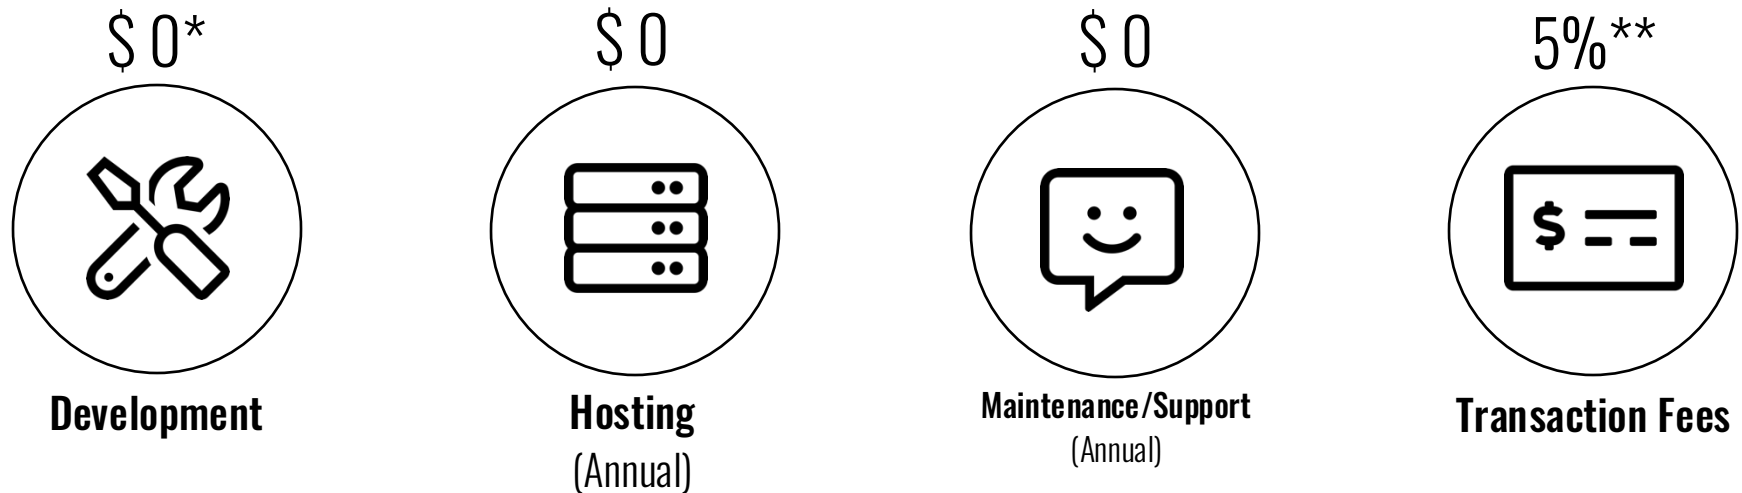 $ 0*
Development
$ 0
Hosting
(Annual)
$ 0
Maintenance/Support
(Annual)
5%**
$
Transaction Fees